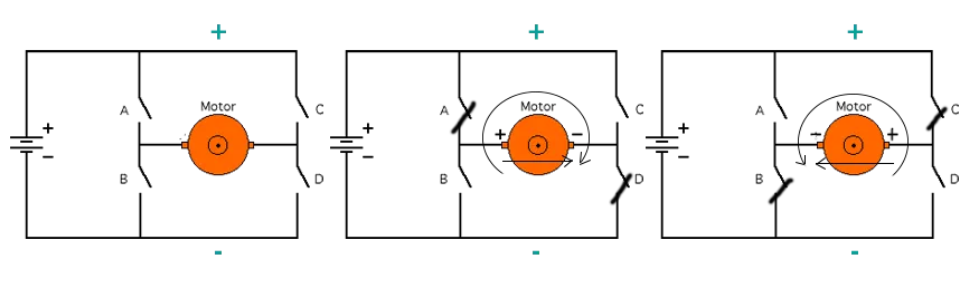 + + +
A Motor C A Motor C A Motor C
+ + +
+ - - +
- - -
B D B D B D
- - -